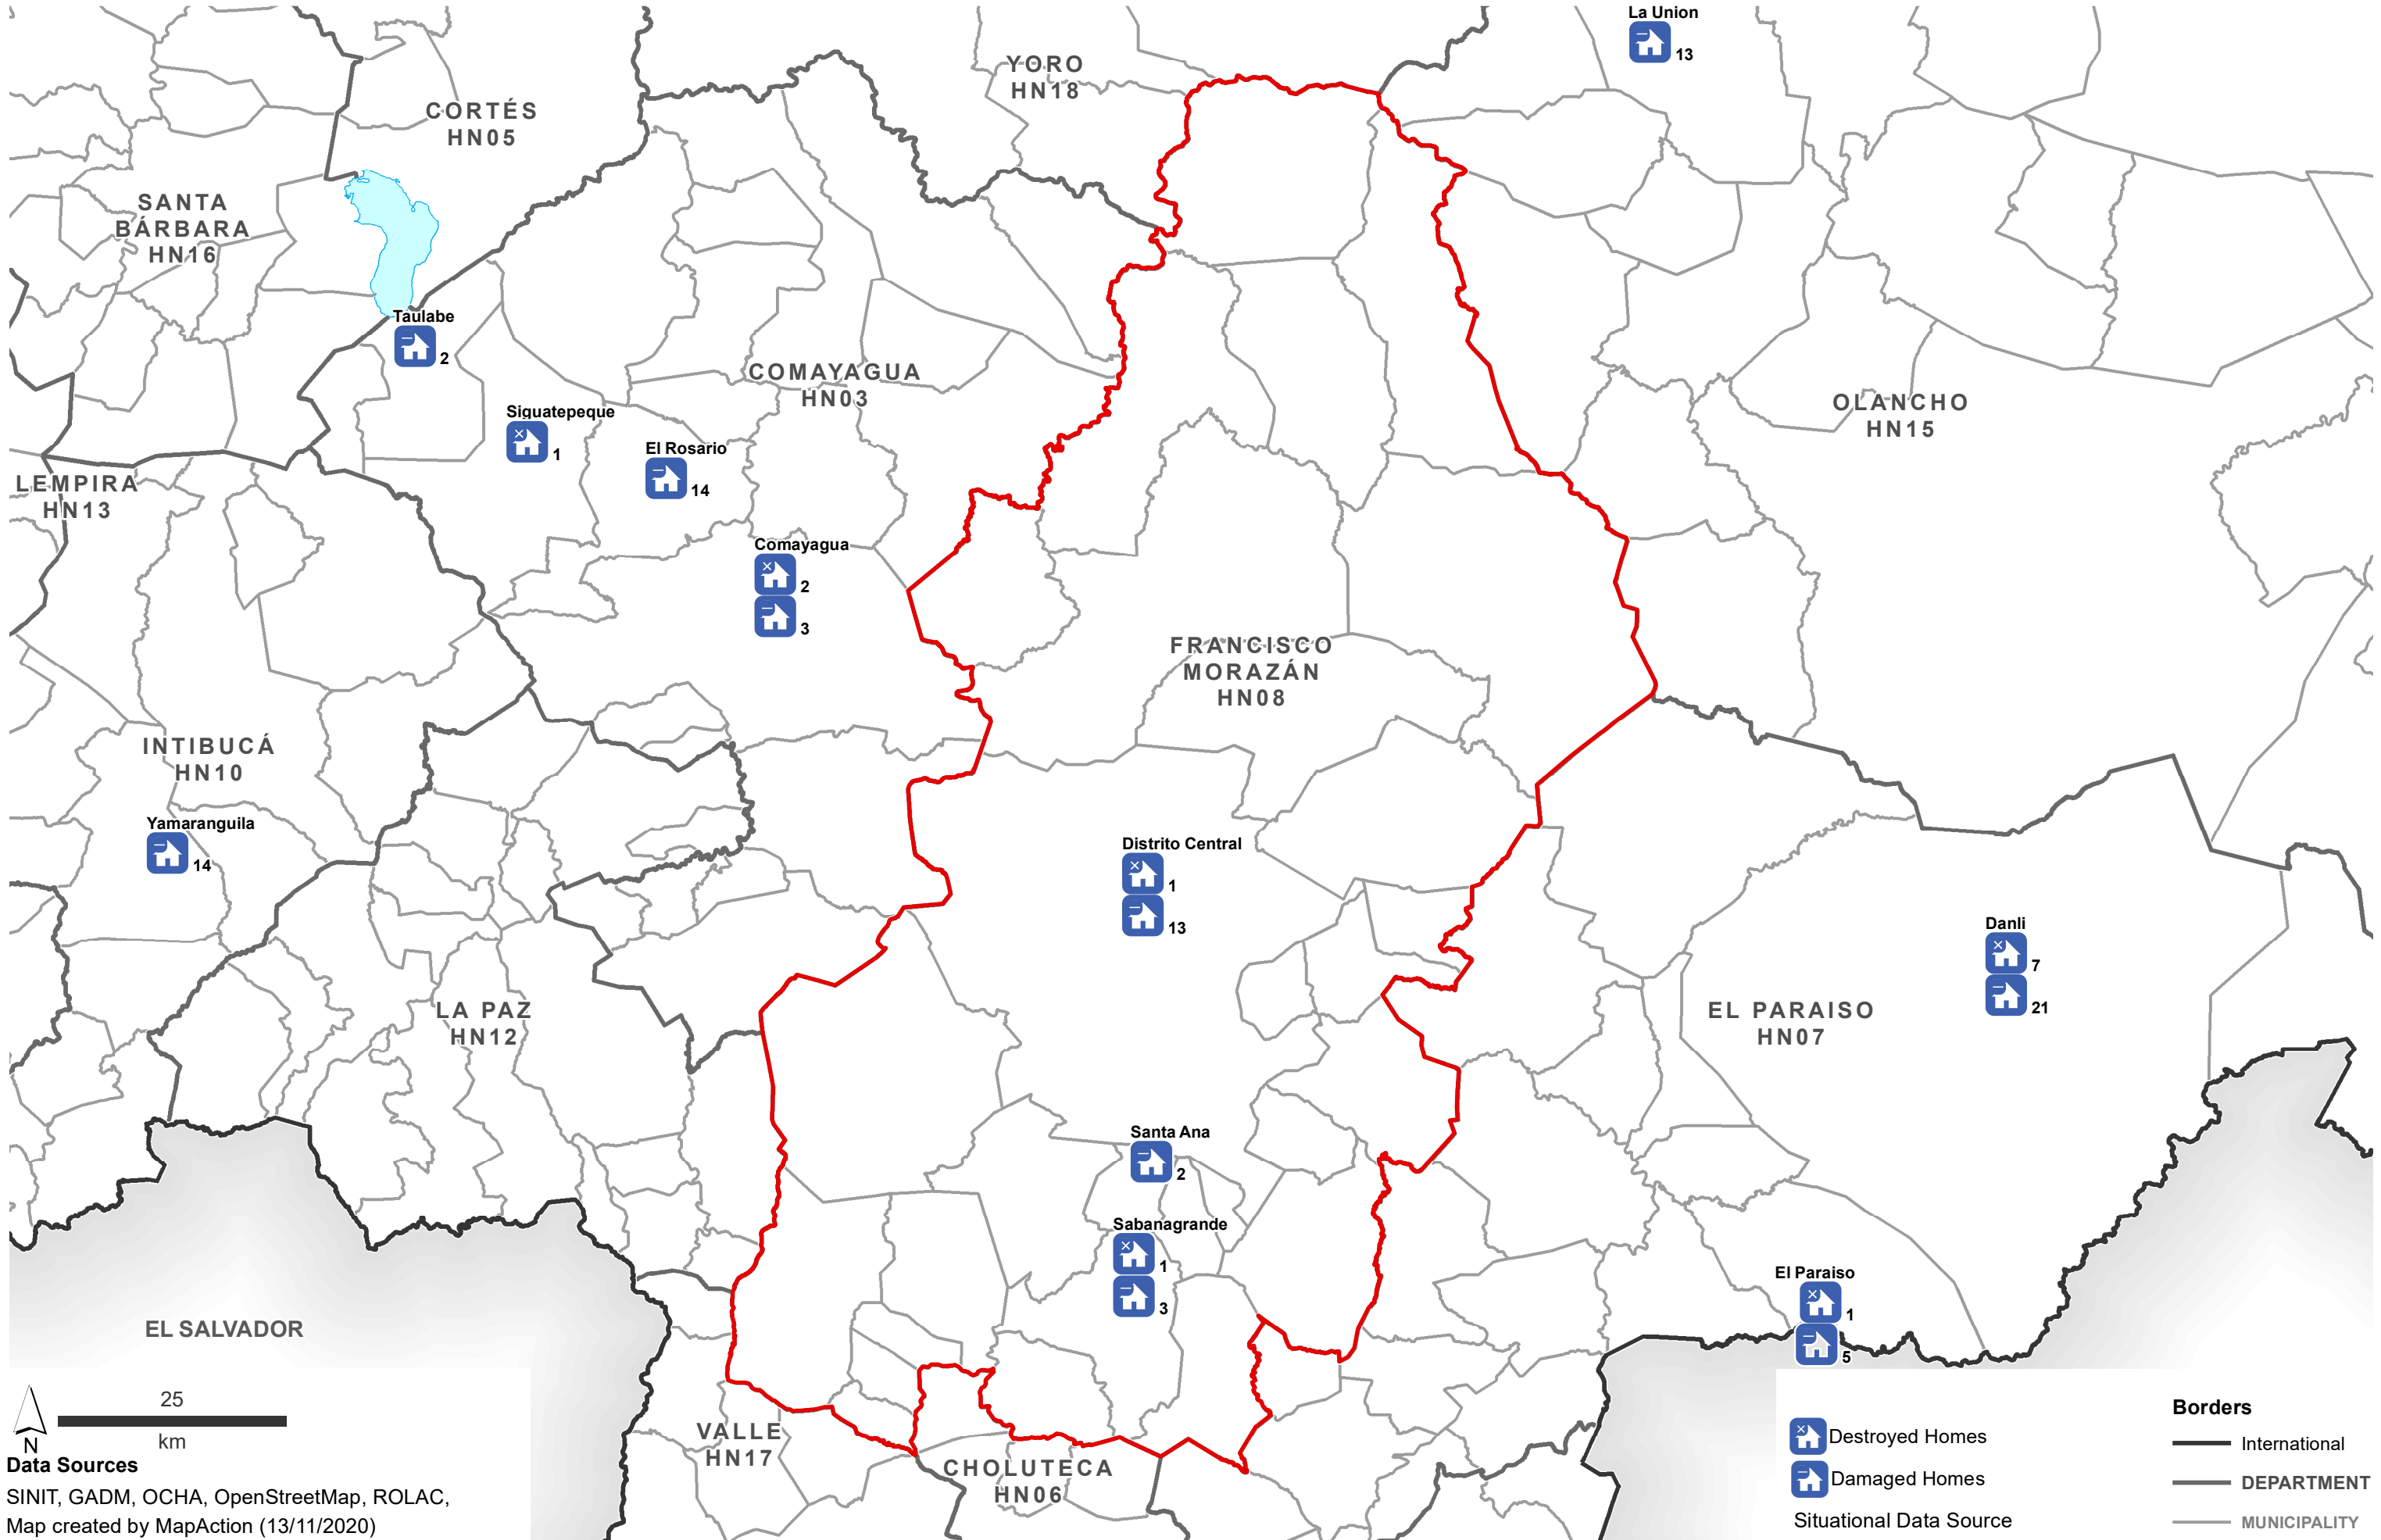 La Union
13
YORO
HN18
CORTÉS
HN05
SANTA
BÁRBARA
HN16
Taulabe
2
COMAYAGUA
HN03
OLANCHO
HN15
Siguatepeque
1
El Rosario
14
LEMPIRA
HN13
Comayagua
2
3
FRANCISCO
MORAZÁN
HN08
INTIBUCÁ
HN10
Yamaranguila
14
Distrito Central
1
13
Danli
7
21
LA PAZ
HN12
EL PARAISO
HN07
Santa Ana
2
Sabanagrande
1
3
El Paraiso
1
5
EL SALVADOR
VALLE
HN17
CHOLUTECA
HN06
25
km
N
Data Sources
SINIT, GADM, OCHA, OpenStreetMap, ROLAC,
Map created by MapAction (13/11/2020)
Destroyed Homes
Damaged Homes
Situational Data Source
Borders
International
DEPARTMENT
MUNICIPALITY